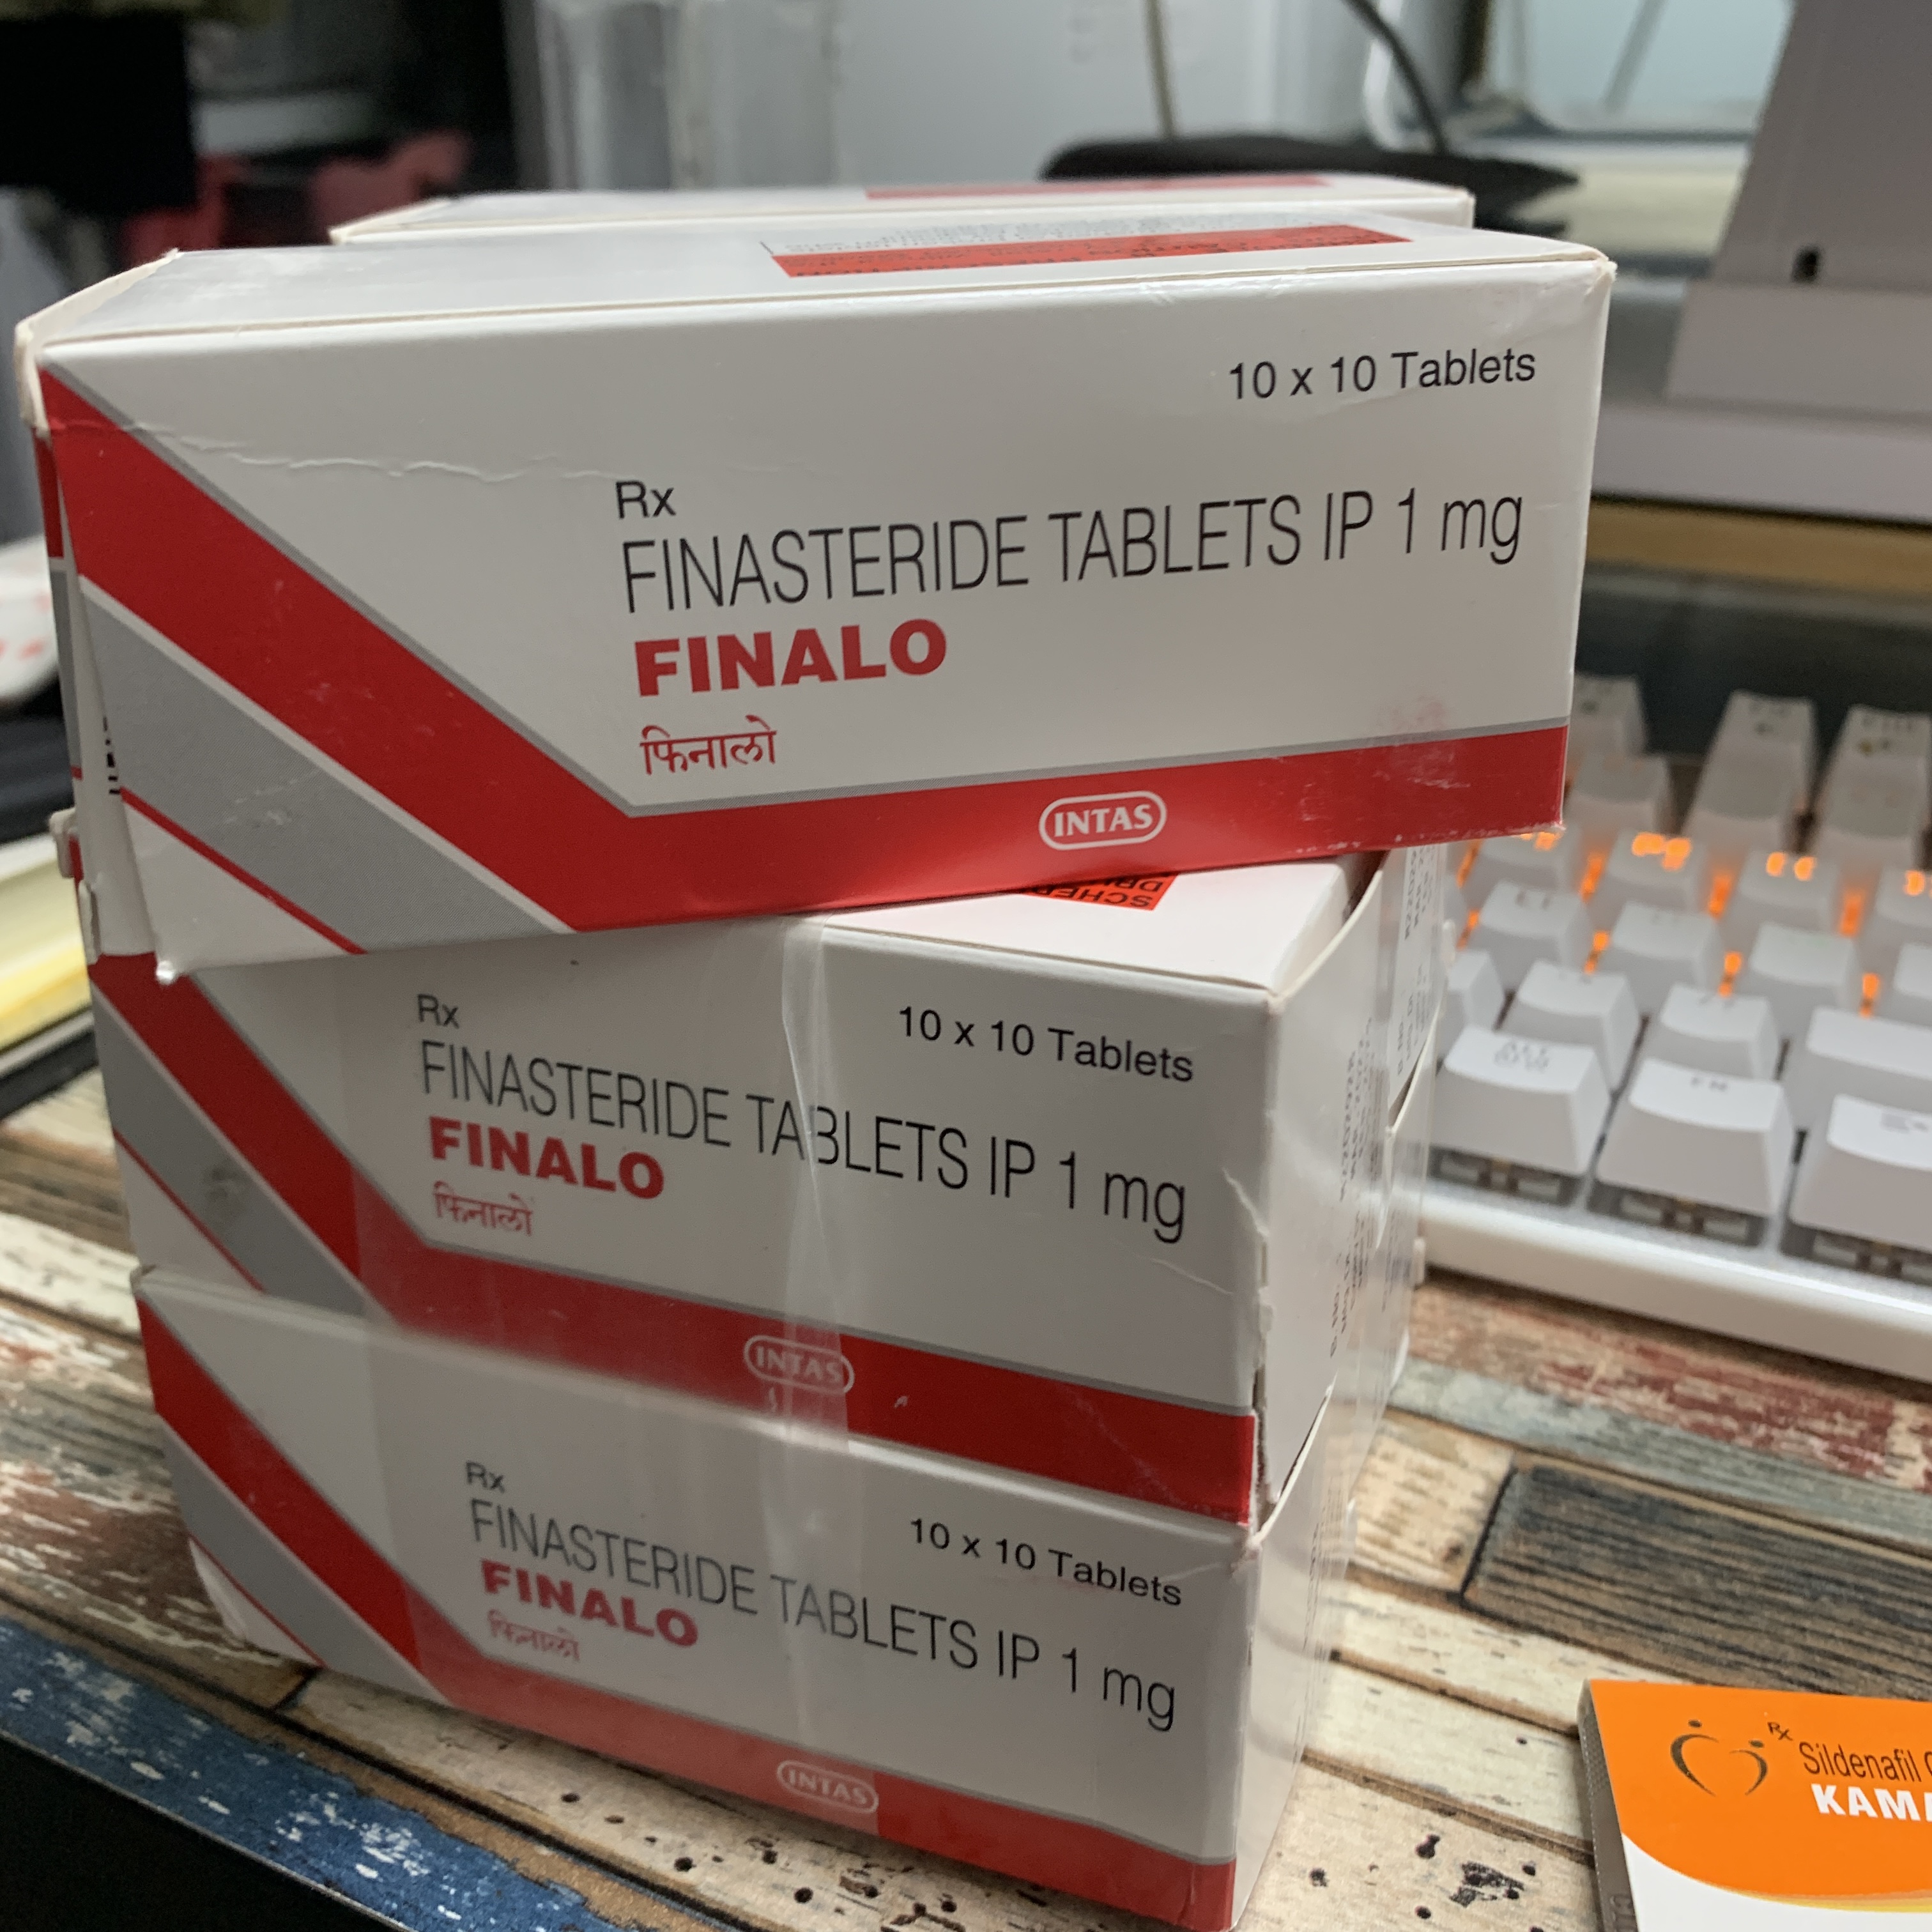 10 x 10 Tablets
Rx
FINASTERIDE TABLETS IP 1 mg
FINALO
फिनालो
INTAS
Rx
10 x 10 Tablets
FINASTERIDE TABLETS IP 1 mg
FINALO
फिनालो
INTAS
Rx
10 x 10 Tablets
FINASTERIDE TABLETS IP 1 mg
FINALO
फिनालो
INTAS
Rx
Sildenafil